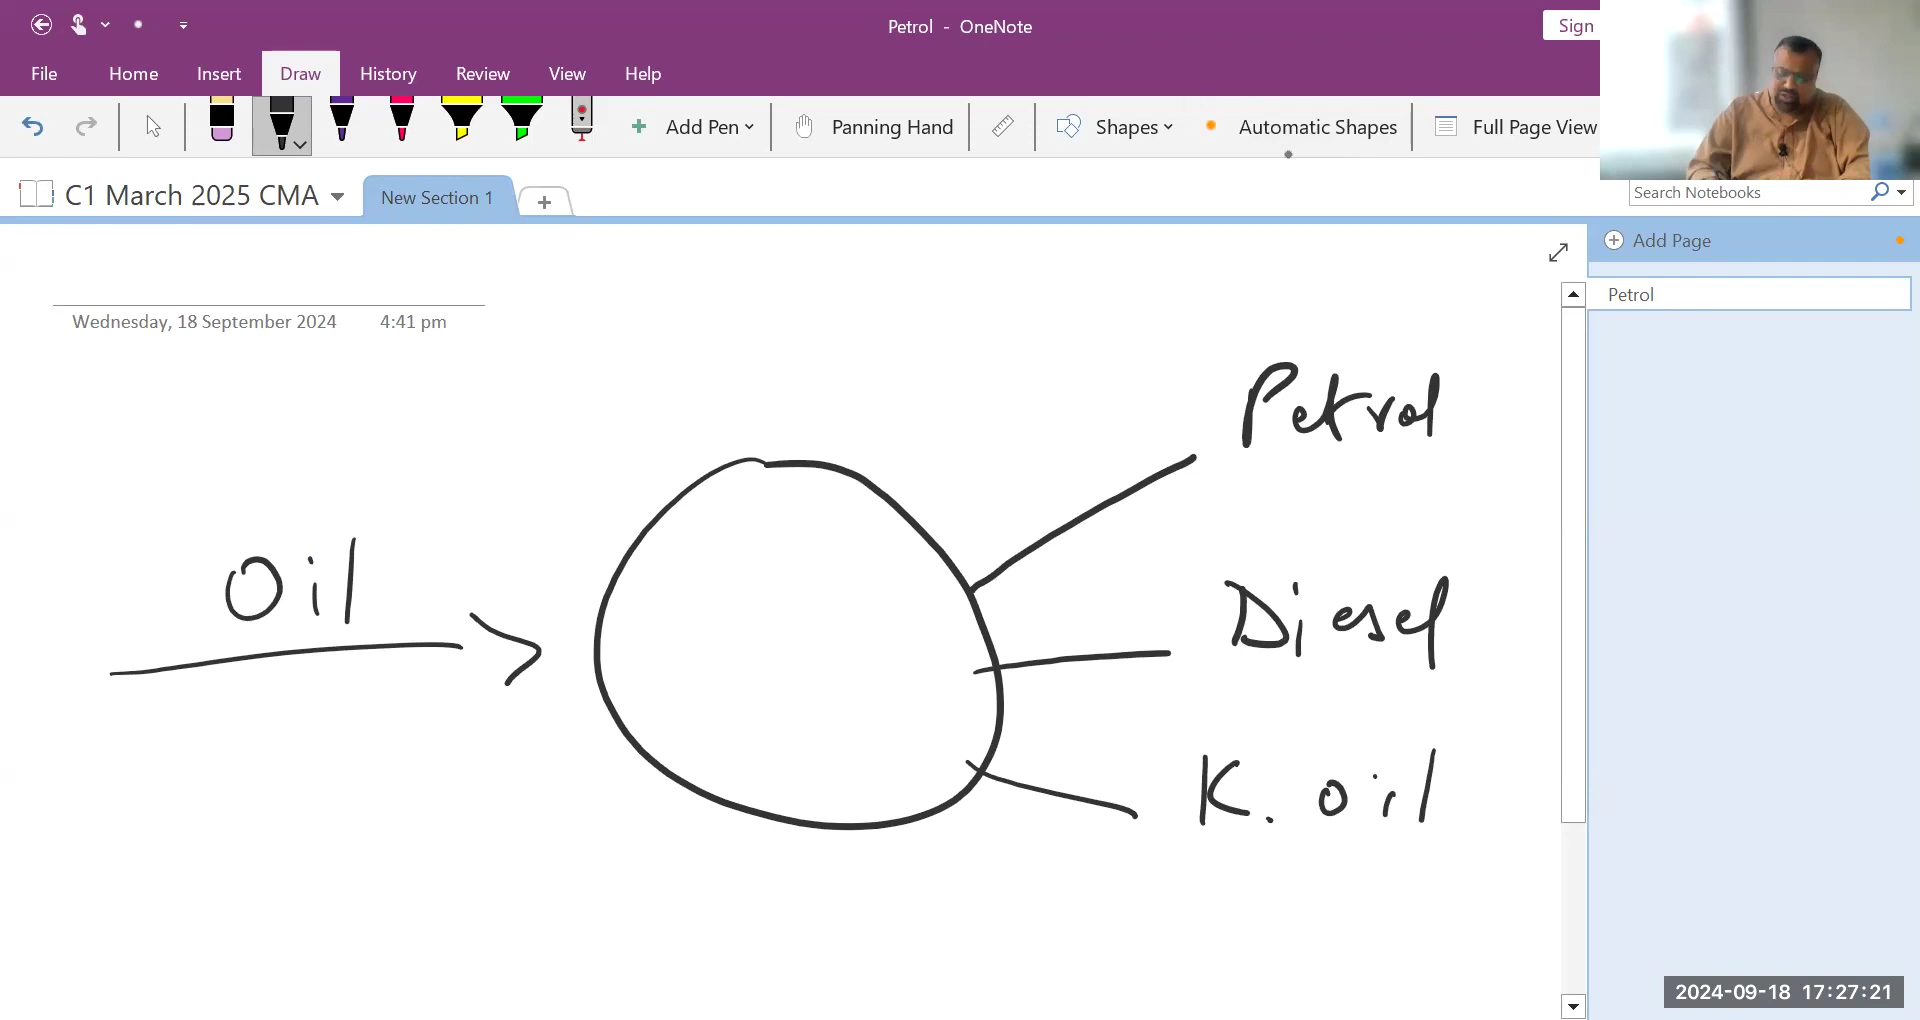 Petrol - OneNote
Sign
File Home Insert Draw History Review View Help
Add Pen Panning Hand Shapes Automatic Shapes Full Page View
C1 March 2025 CMA New Section 1
Search Notebooks
Add Page
Petrol
Wednesday, 18 September 2024 4:41 pm
Petrol
Oil
Diesel
K. oil
2024-09-18 17:27:21